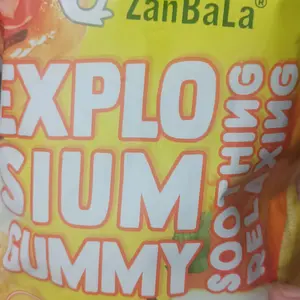 ZanBaLa®
EXPLO
SIUM
GUMMY
SOOTHING
RELAXING